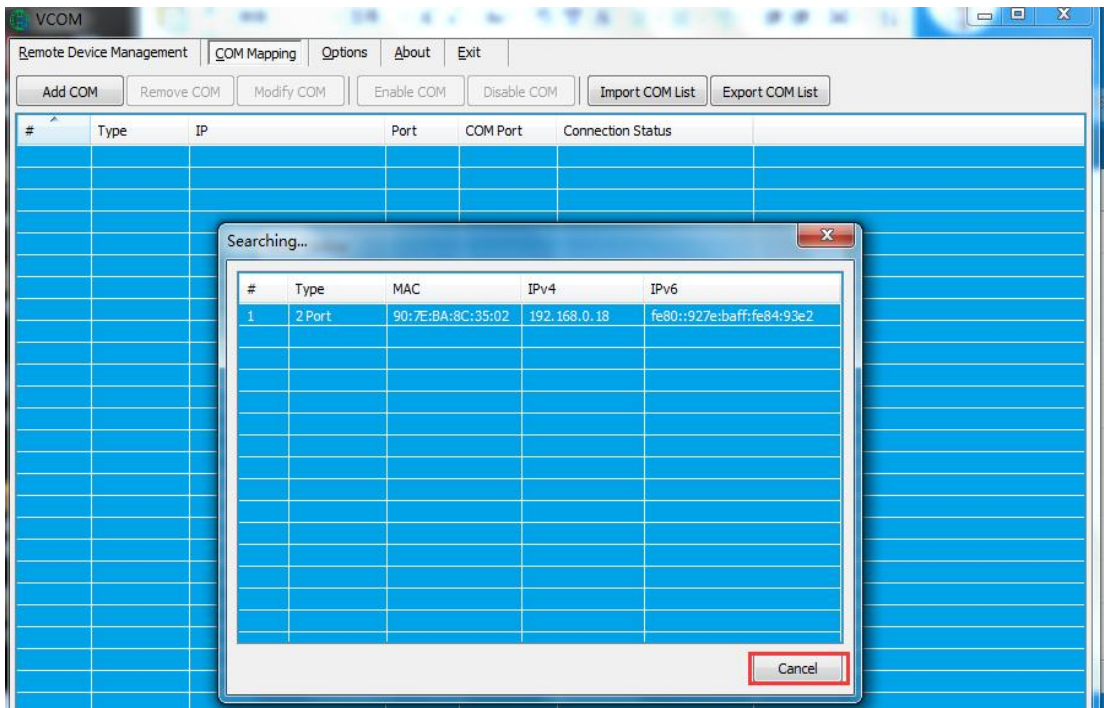 VCOM
Remote Device Management COM Mapping Options About Exit
Add COM Remove COM Modify COM Enable COM Disable COM Import COM List Export COM List
# Type IP Port COM Port Connection Status
Searching...
# Type MAC IPv4 IPv6
1 2 Port 90:7E:BA:8C:35:02 192.168.0.18 fe80::927e:baff:fe84:93e2
Cancel